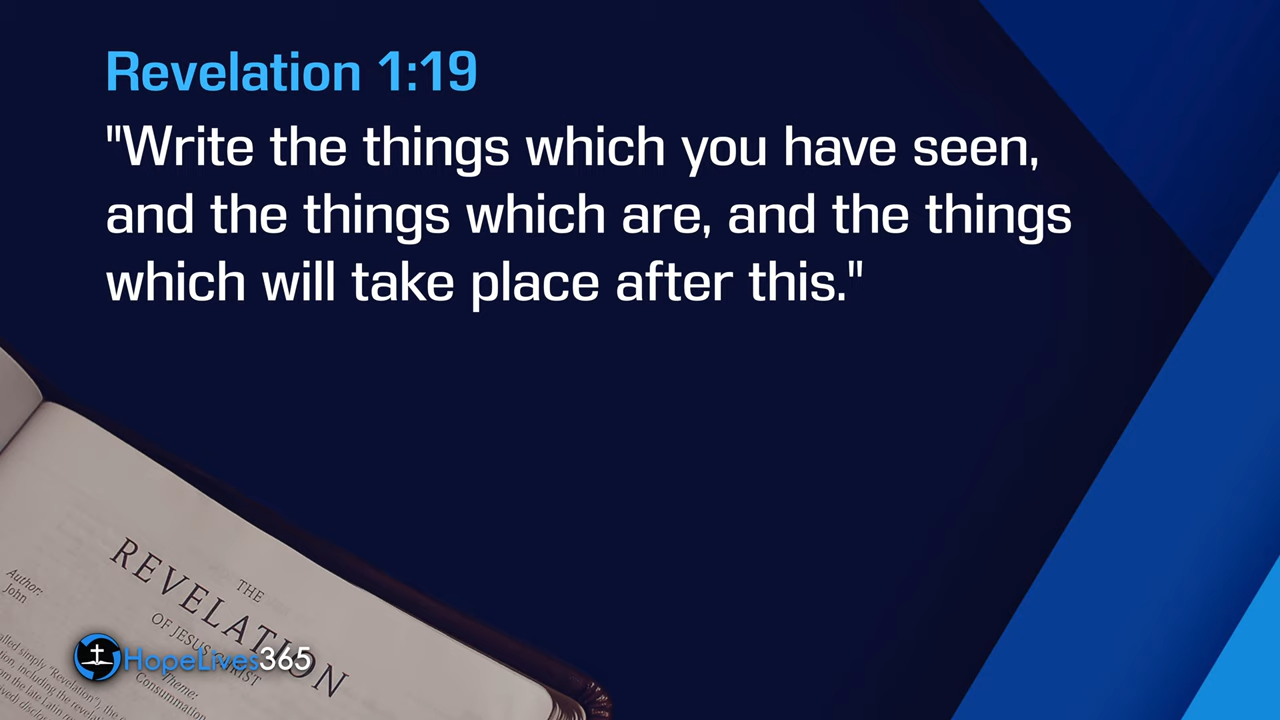 Revelation 1:19
"Write the things which you have seen,
and the things which are, and the things
which will take place after this."
THE
REVELATION
OF JESUS CHRIST
Author:
John
Theme:
Consummation
HopeLives365